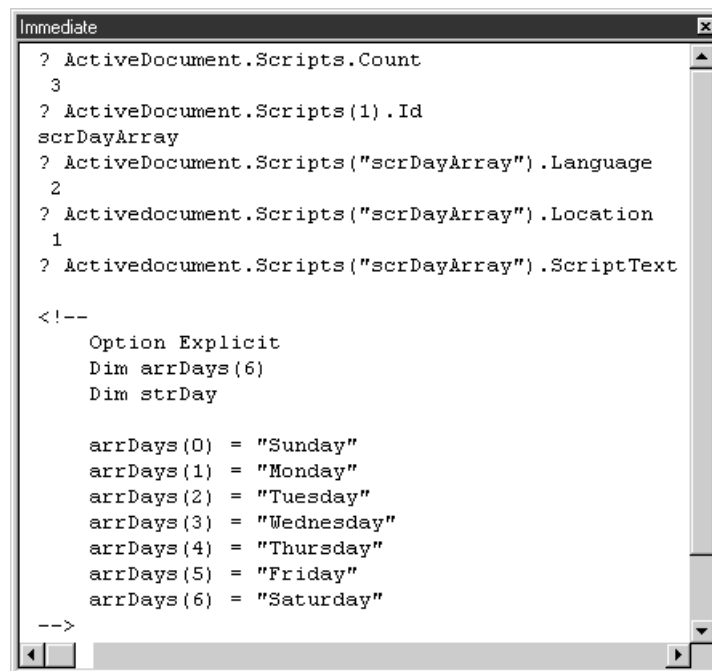 Immediate
? ActiveDocument.Scripts.Count
 3
? ActiveDocument.Scripts(1).Id
scrDayArray
? ActiveDocument.Scripts("scrDayArray").Language
 2
? Activedocument.Scripts("scrDayArray").Location
 1
? Activedocument.Scripts("scrDayArray").ScriptText

<!--
    Option Explicit
    Dim arrDays(6)
    Dim strDay

    arrDays(0) = "Sunday"
    arrDays(1) = "Monday"
    arrDays(2) = "Tuesday"
    arrDays(3) = "Wednesday"
    arrDays(4) = "Thursday"
    arrDays(5) = "Friday"
    arrDays(6) = "Saturday"
-->